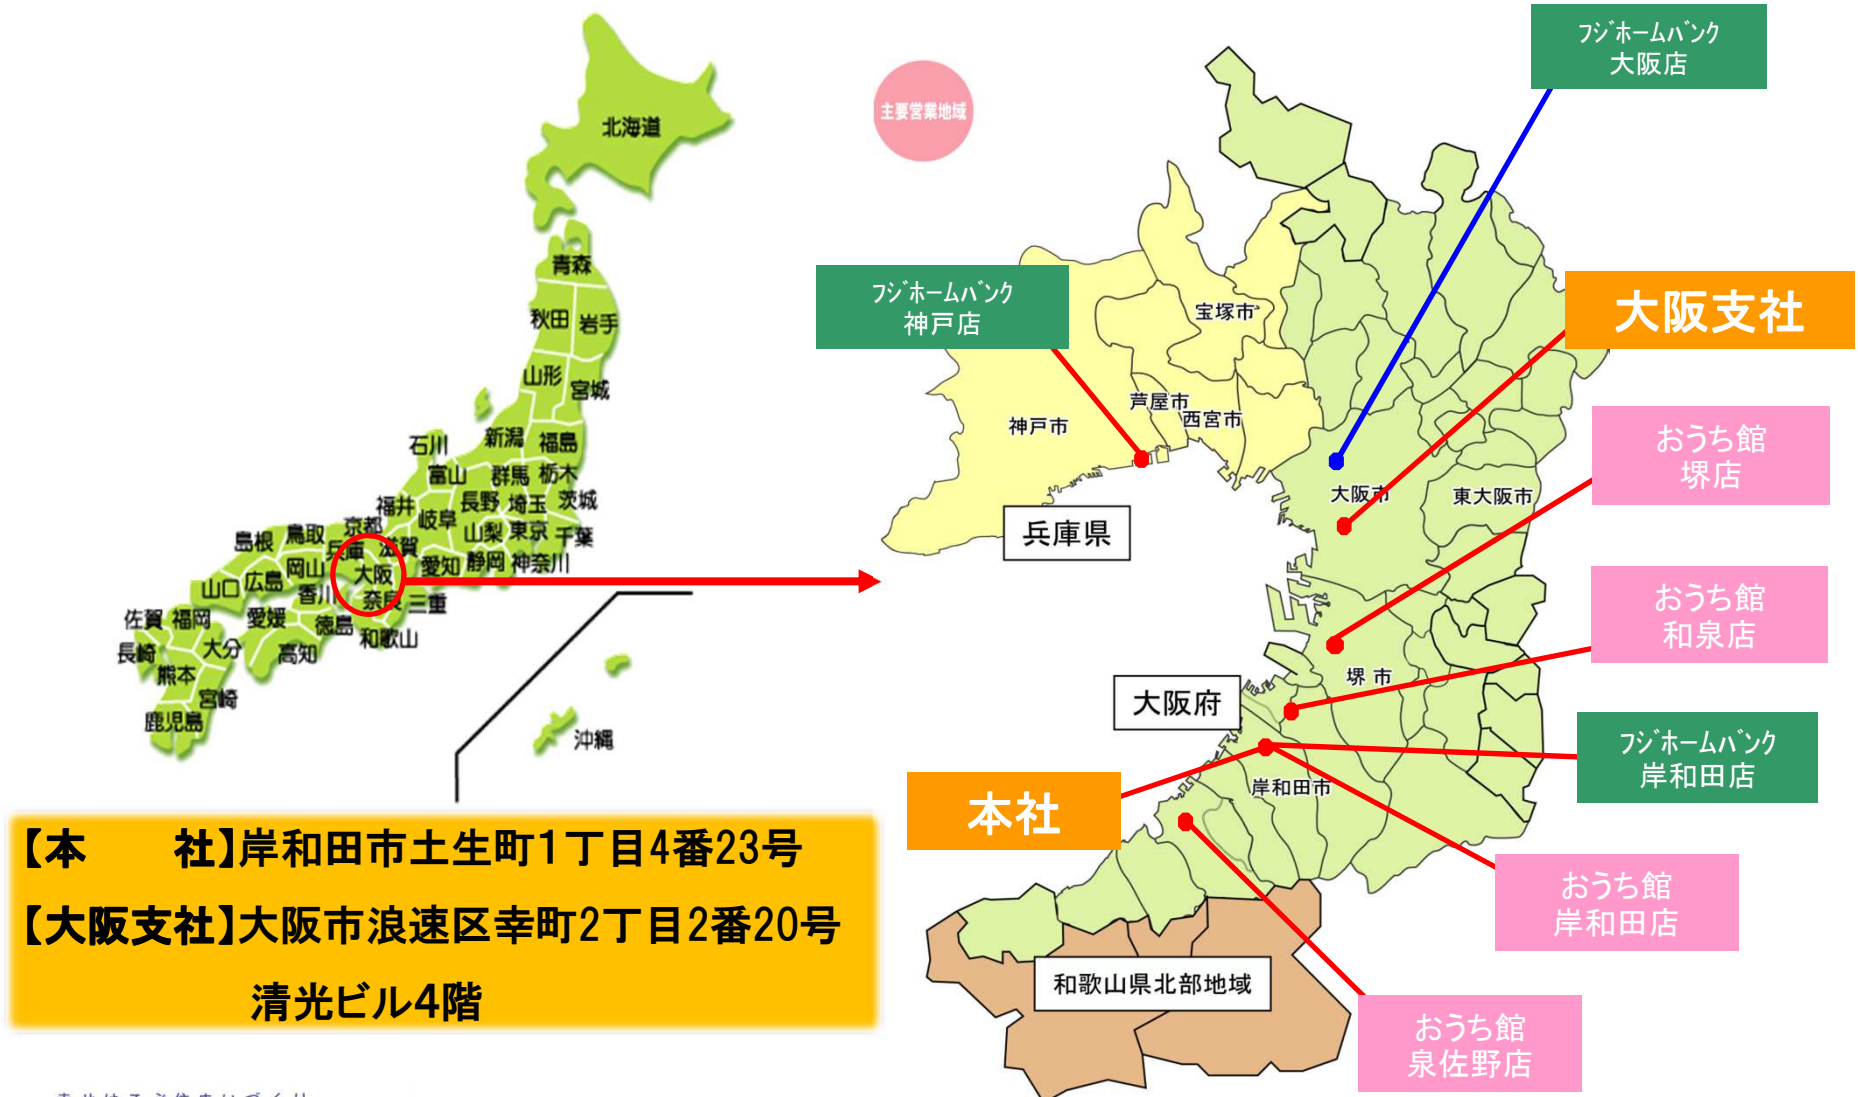 北海道
青森
秋田
岩手
山形
宮城
石川
新潟
福島
富山
群馬
栃木
福井
岐阜
長野
埼玉
茨城
島根
鳥取
京都
兵庫
滋賀
山梨
東京
千葉
山口
広島
岡山
大阪
愛知
静岡
神奈川
香川
奈良
三重
佐賀
福岡
愛媛
徳島
和歌山
長崎
大分
高知
熊本
宮崎
鹿児島
沖縄
【本　　社】岸和田市土生町1丁目4番23号
【大阪支社】大阪市浪速区幸町2丁目2番20号
清光ビル4階
主要営業地域
ﾌｼﾞﾎｰﾑﾊﾞﾝｸ
大阪店
ﾌｼﾞﾎｰﾑﾊﾞﾝｸ
神戸店
宝塚市
大阪支社
芦屋市
西宮市
神戸市
おうち館
堺店
大阪市
東大阪市
兵庫県
おうち館
和泉店
堺市
大阪府
ﾌｼﾞﾎｰﾑﾊﾞﾝｸ
岸和田店
本社
岸和田市
おうち館
岸和田店
和歌山県北部地域
おうち館
泉佐野店